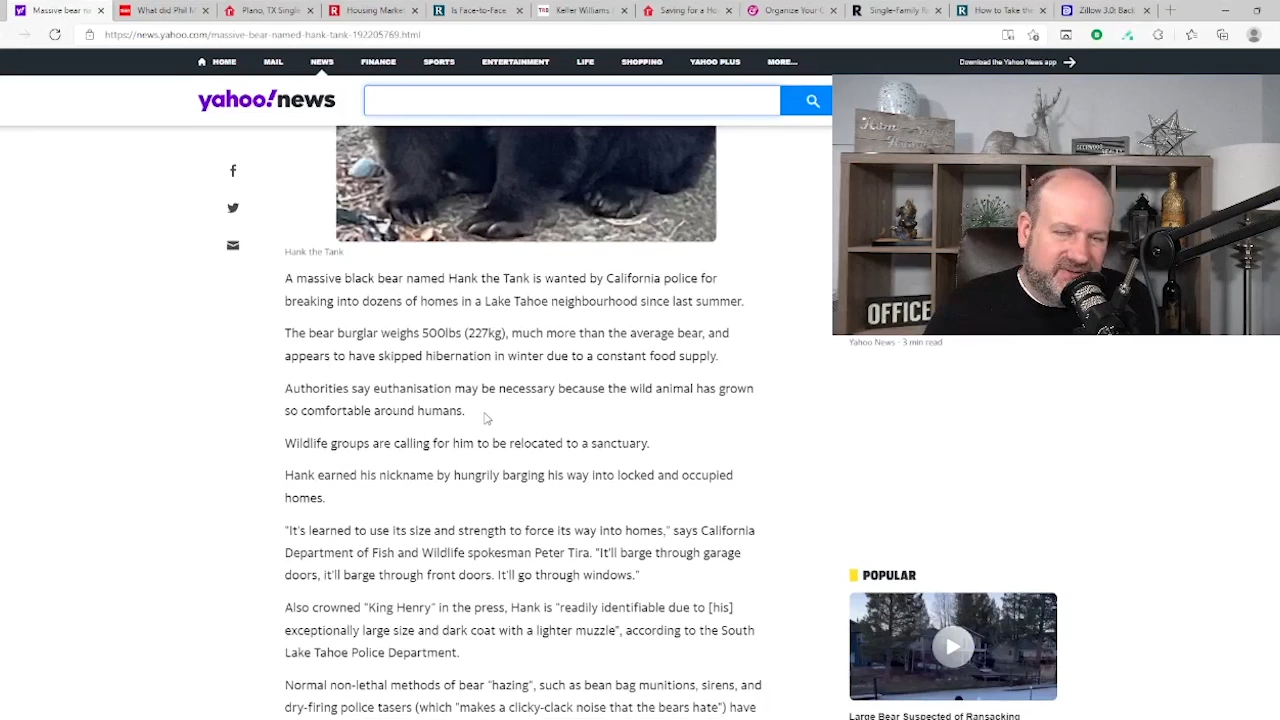 Massive bear na
What did Phil M
Plano, TX Single
Housing Market
Is Face-to-Face
Keller Williams
Saving for a Ho
Organize Your
Single-Family R
How to Take the
Zillow 3.0: Back
https://news.yahoo.com/massive-bear-named-hank-tank-192205769.html
HOME MAIL NEWS FINANCE SPORTS ENTERTAINMENT LIFE SHOPPING YAHOO PLUS MORE... Download the Yahoo News app
yahoo!news
OFFICE
Hank the Tank
A massive black bear named Hank the Tank is wanted by California police for
breaking into dozens of homes in a Lake Tahoe neighbourhood since last summer.
The bear burglar weighs 500lbs (227kg), much more than the average bear, and
appears to have skipped hibernation in winter due to a constant food supply.
Yahoo News · 3 min read
Authorities say euthanisation may be necessary because the wild animal has grown
so comfortable around humans.
Wildlife groups are calling for him to be relocated to a sanctuary.
Hank earned his nickname by hungrily barging his way into locked and occupied
homes.
"It's learned to use its size and strength to force its way into homes," says California
Department of Fish and Wildlife spokesman Peter Tira. "It'll barge through garage
doors, it'll barge through front doors. It'll go through windows."
Also crowned "King Henry" in the press, Hank is "readily identifiable due to [his]
exceptionally large size and dark coat with a lighter muzzle", according to the South
Lake Tahoe Police Department.
Normal non-lethal methods of bear "hazing", such as bean bag munitions, sirens, and
dry-firing police tasers (which "makes a clicky-clack noise that the bears hate") have
POPULAR
Large Bear Suspected of Ransacking